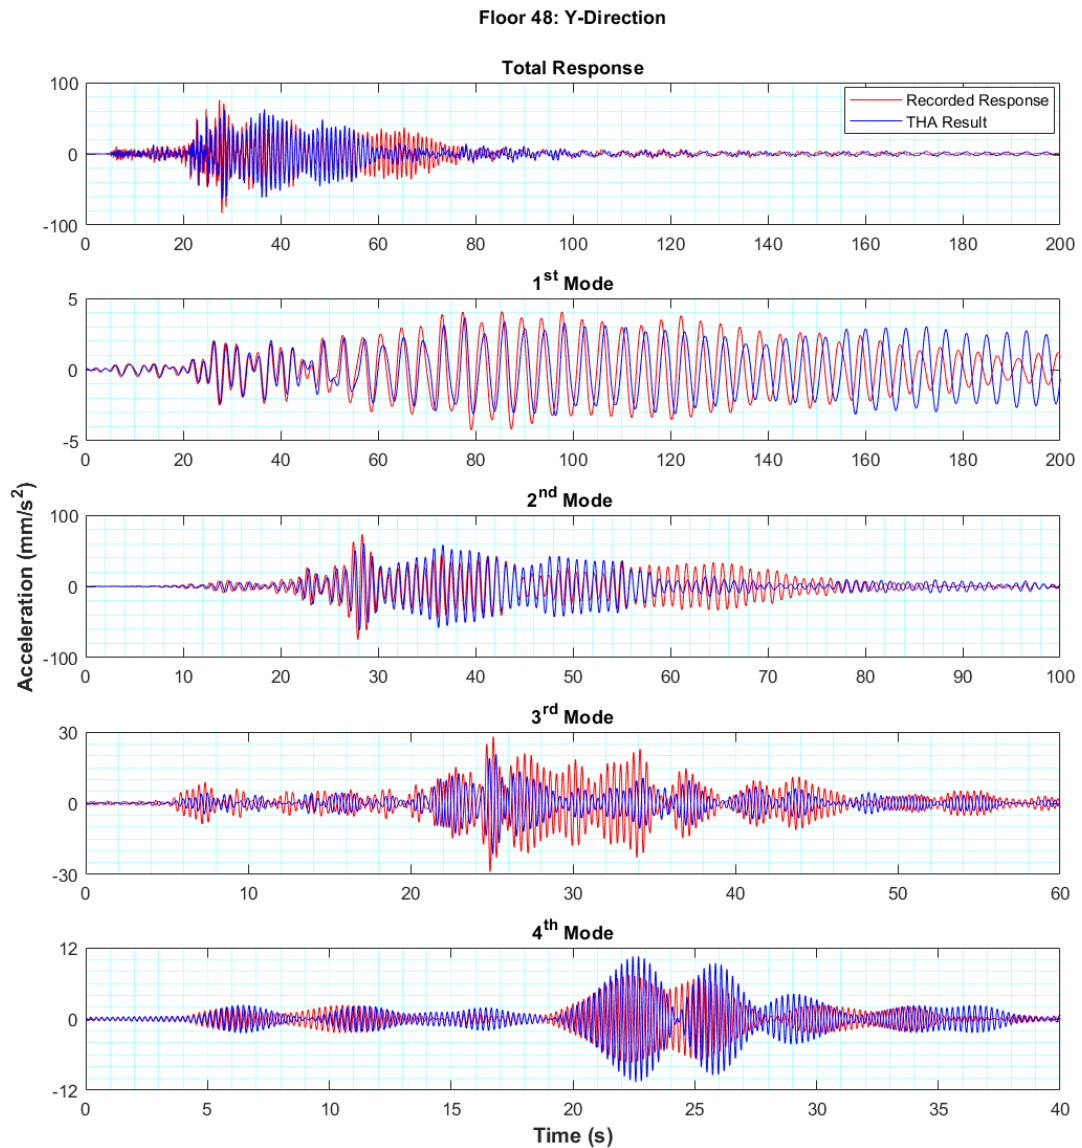 Floor 48: Y-Direction
Total Response
100
0
-100
Recorded Response
THA Result
0 20 40 60 80 100 120 140 160 180 200
1st Mode
5
0
-5
0 20 40 60 80 100 120 140 160 180 200
2nd Mode
100
0
-100
0 10 20 30 40 50 60 70 80 90 100
Acceleration (mm/s²)
3rd Mode
30
0
-30
0 10 20 30 40 50 60
4th Mode
12
0
-12
0 5 10 15 20 25 30 35 40
Time (s)